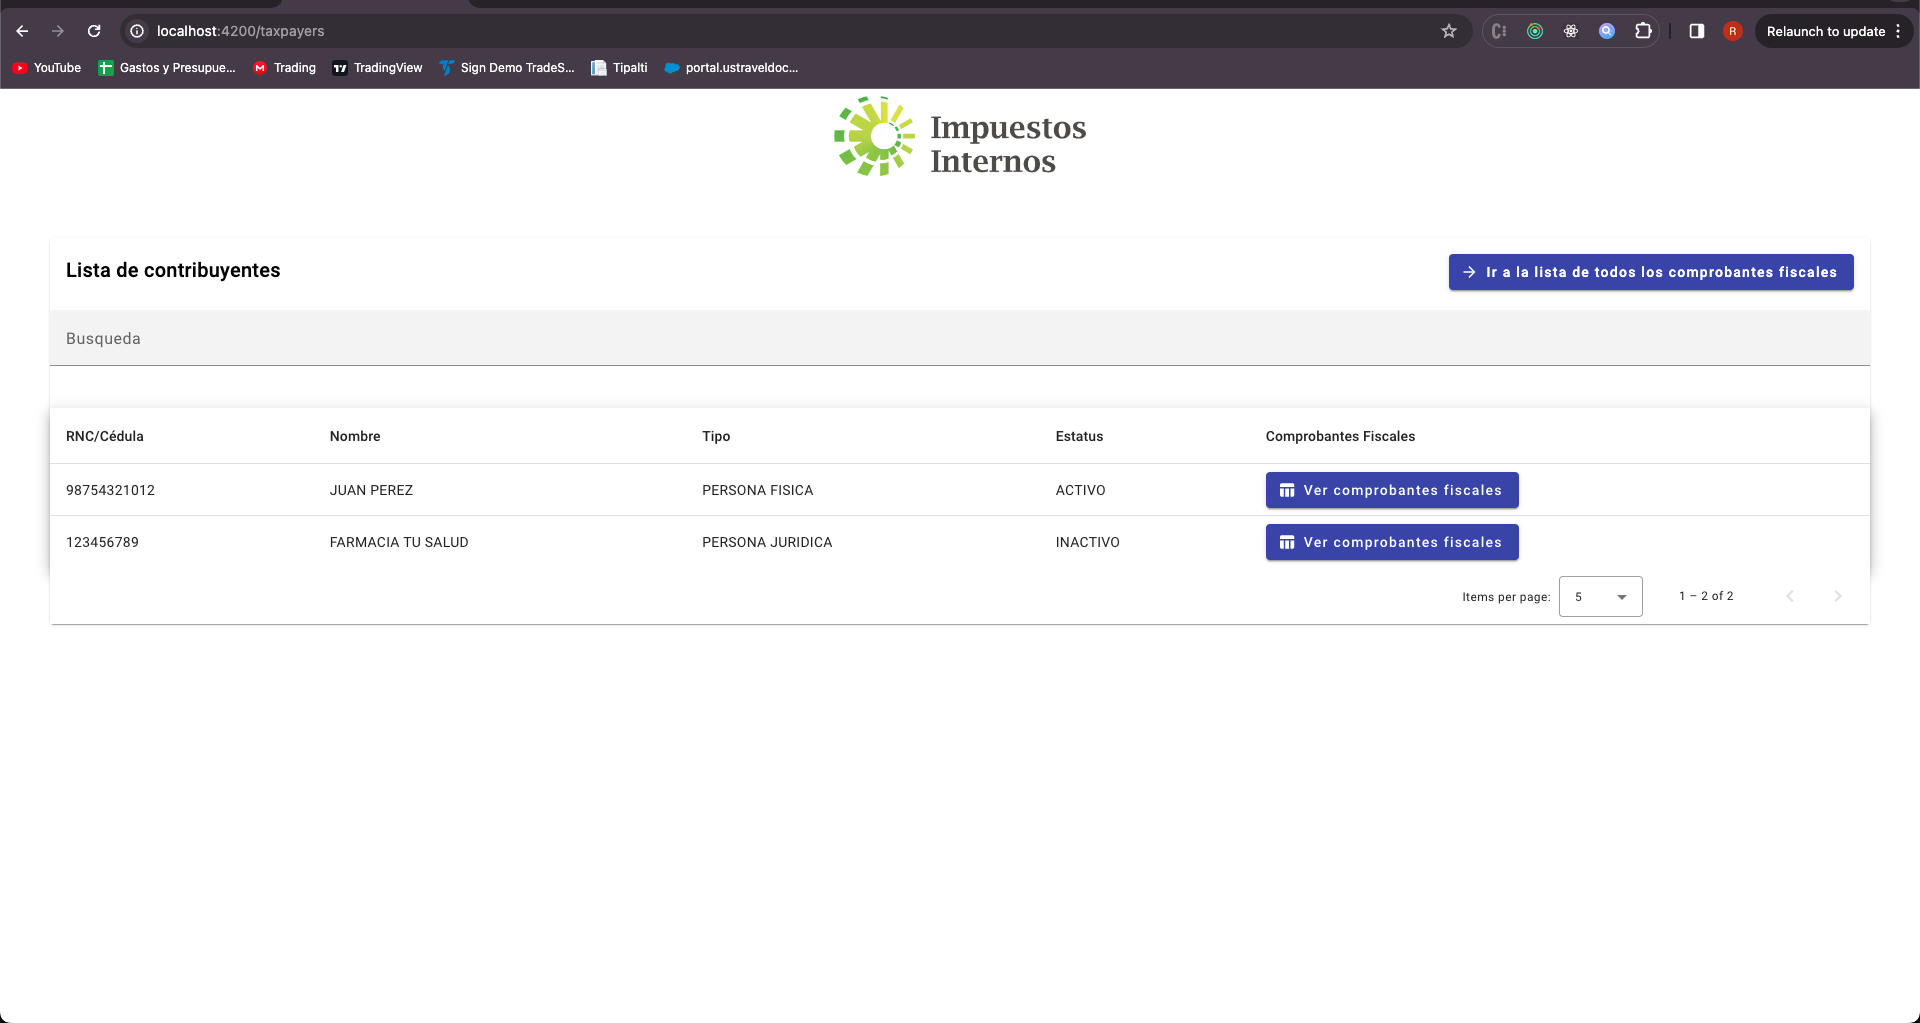 localhost:4200/taxpayers
R
Relaunch to update
YouTube
Gastos y Presupue...
Trading
TradingView
Sign Demo TradeS...
Tipalti
portal.ustraveldoc...
Impuestos
Internos
Lista de contribuyentes
Ir a la lista de todos los comprobantes fiscales
Busqueda
RNC/Cédula Nombre Tipo Estatus Comprobantes Fiscales
98754321012 JUAN PEREZ PERSONA FISICA ACTIVO Ver comprobantes fiscales
123456789 FARMACIA TU SALUD PERSONA JURIDICA INACTIVO Ver comprobantes fiscales
Items per page: 5 1 – 2 of 2